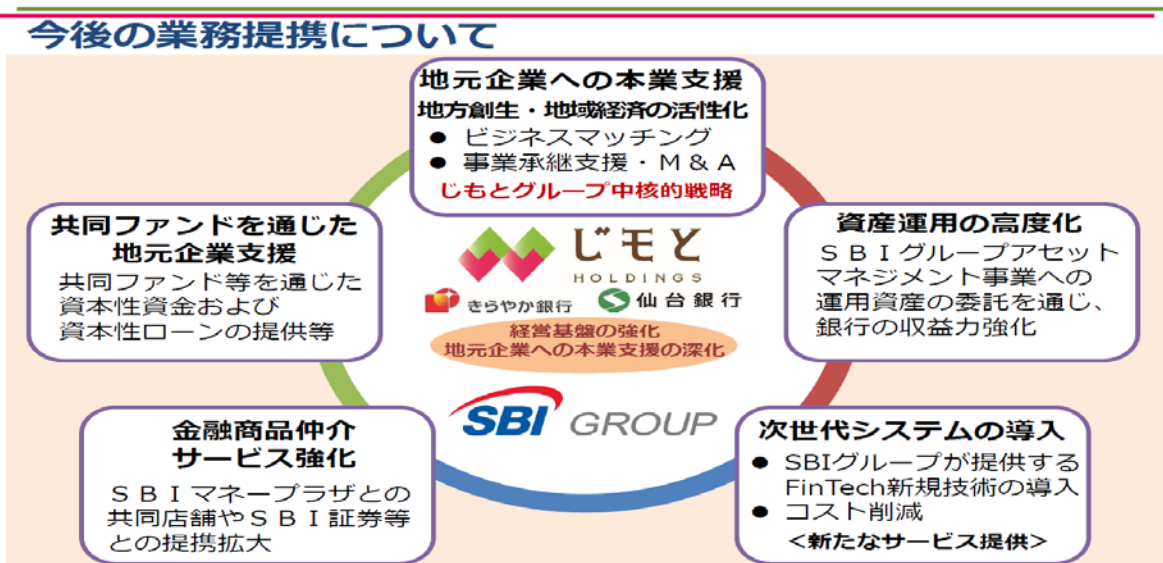 今後の業務提携について
地元企業への本業支援
地方創生・地域経済の活性化
● ビジネスマッチング
● 事業承継支援・M&A
じもとグループ中核的戦略
共同ファンドを通じた
地元企業支援
共同ファンド等を通じた
資本性資金および
資本性ローンの提供等
じモと
HOLDINGS
きらやか銀行
仙台銀行
経営基盤の強化
地元企業への本業支援の深化
資産運用の高度化
SBIグループアセット
マネジメント事業への
運用資産の委託を通じ、
銀行の収益力強化
SBI GROUP
金融商品仲介
サービス強化
SBIマネープラザとの
共同店舗やSBI証券等
との提携拡大
次世代システムの導入
● SBIグループが提供する
FinTech新規技術の導入
● コスト削減
<新たなサービス提供>